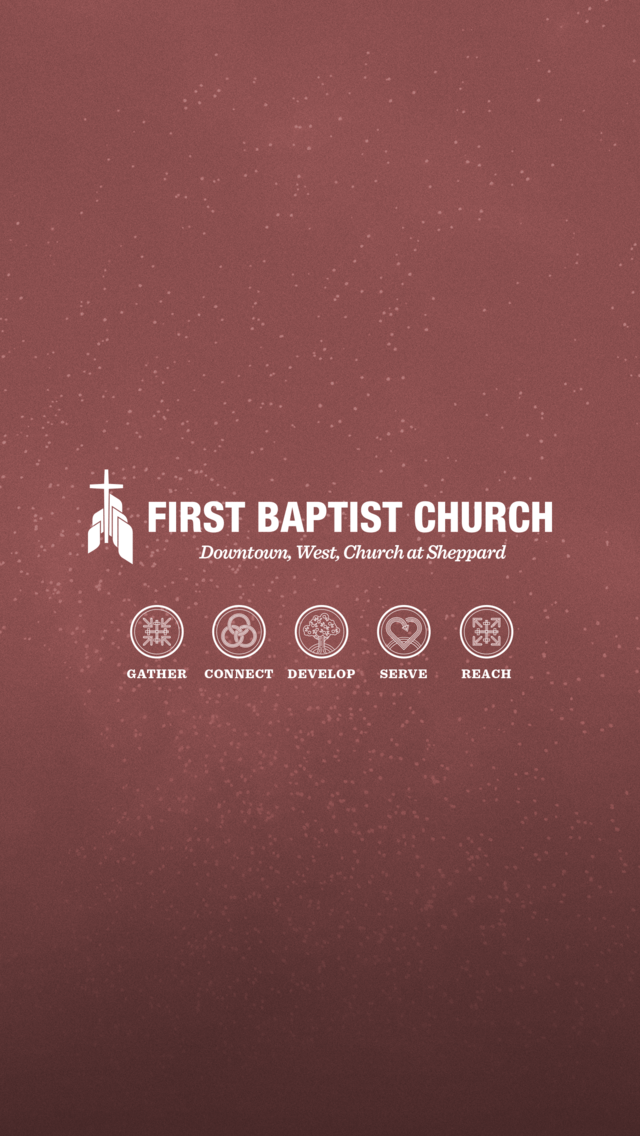 FIRST BAPTIST CHURCH
Downtown, West, Church at Sheppard
GATHER CONNECT DEVELOP SERVE REACH